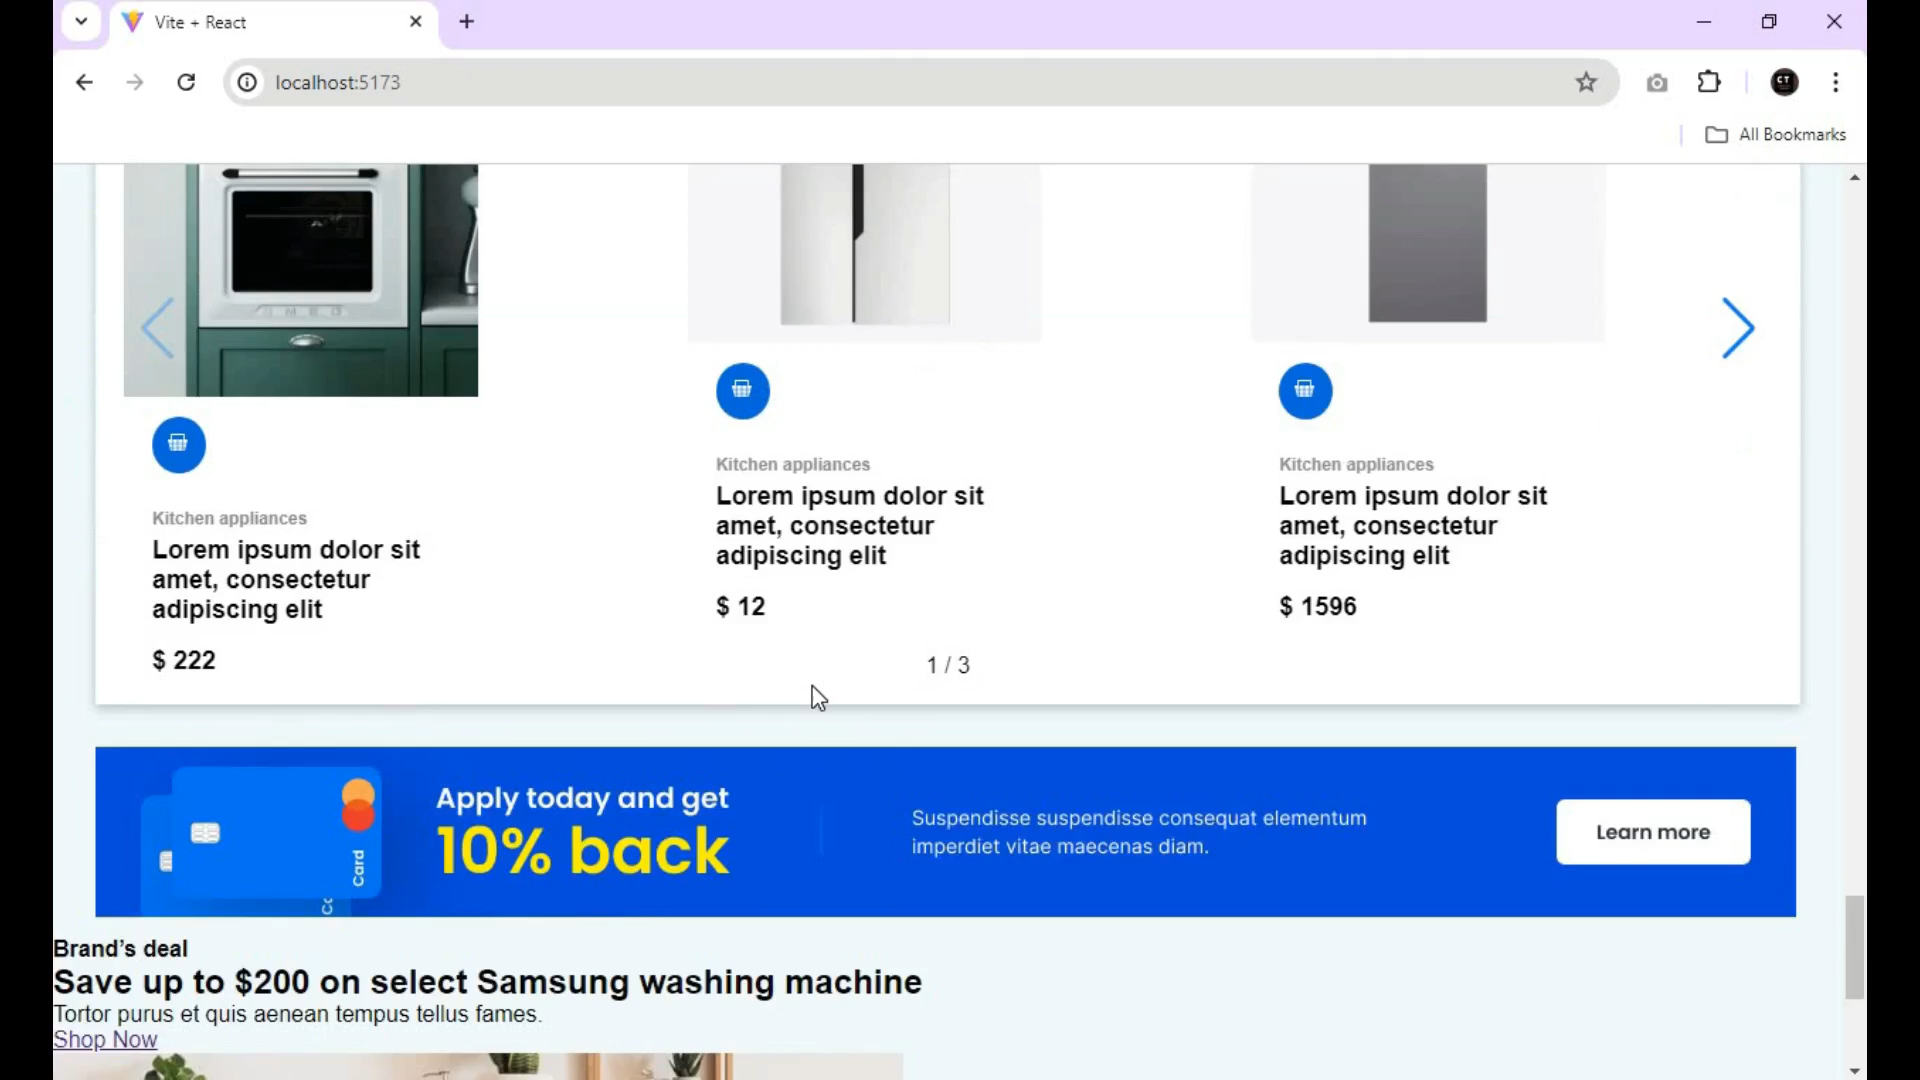 Vite + React
localhost:5173
All Bookmarks
Kitchen appliances
Lorem ipsum dolor sit
amet, consectetur
adipiscing elit
$ 222
Kitchen appliances
Lorem ipsum dolor sit
amet, consectetur
adipiscing elit
$ 12
Kitchen appliances
Lorem ipsum dolor sit
amet, consectetur
adipiscing elit
$ 1596
1 / 3
Card
Apply today and get
10% back
Suspendisse suspendisse consequat elementum
imperdiet vitae maecenas diam.
Learn more
Brand’s deal
Save up to $200 on select Samsung washing machine
Tortor purus et quis aenean tempus tellus fames.
Shop Now